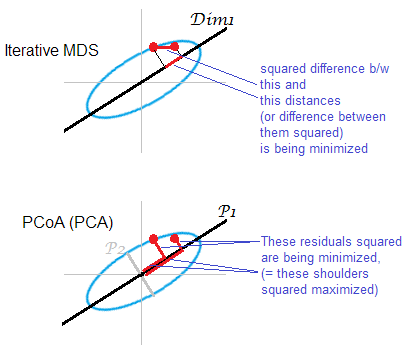 Dim1
Iterative MDS
squared difference b/w
this and
this distances
(or difference between
them squared)
is being minimized
P1
PCoA (PCA)
P2
These residuals squared
are being minimized,
(= these shoulders
squared maximized)